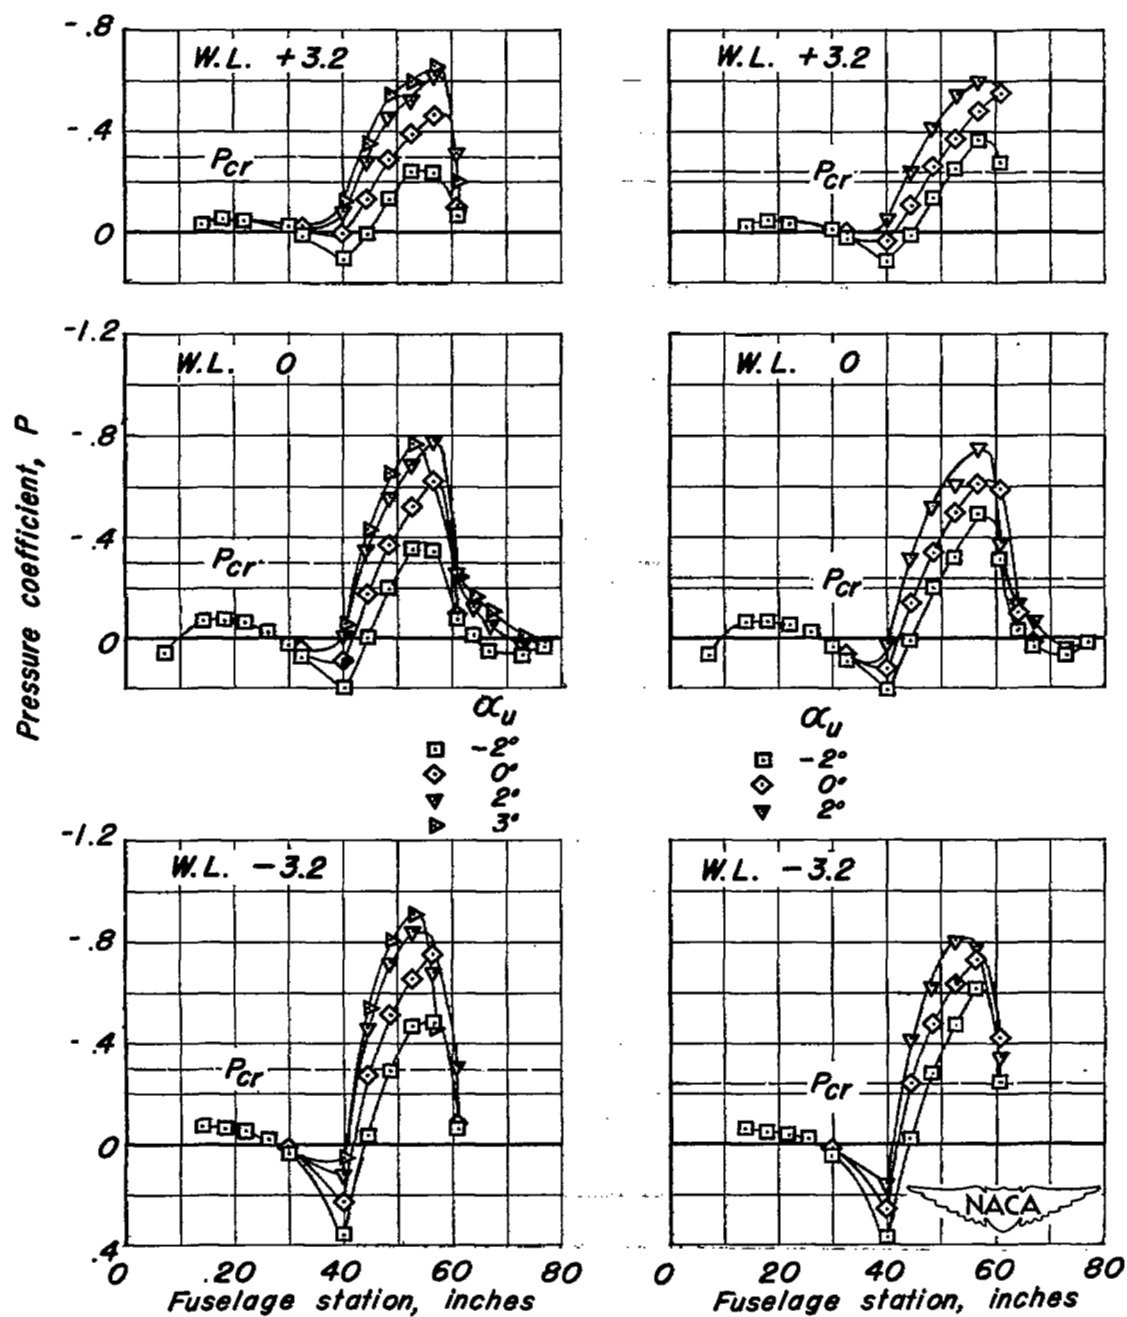 -.8
W.L. +3.2
W.L. +3.2
-.4
Pcr
Pcr
0
-1.2
W.L. 0
W.L. 0
-.8
-.4
Pcr
Pcr
0
Pressure coefficient, P
αu
-2°
0°
2°
3°
αu
-2°
0°
2°
-1.2
W.L. -3.2
W.L. -3.2
-.8
-.4
Pcr
Pcr
0
NACA
.4
0 .20 40 60 80
0 20 40 60 80
Fuselage station, inches
Fuselage station, inches